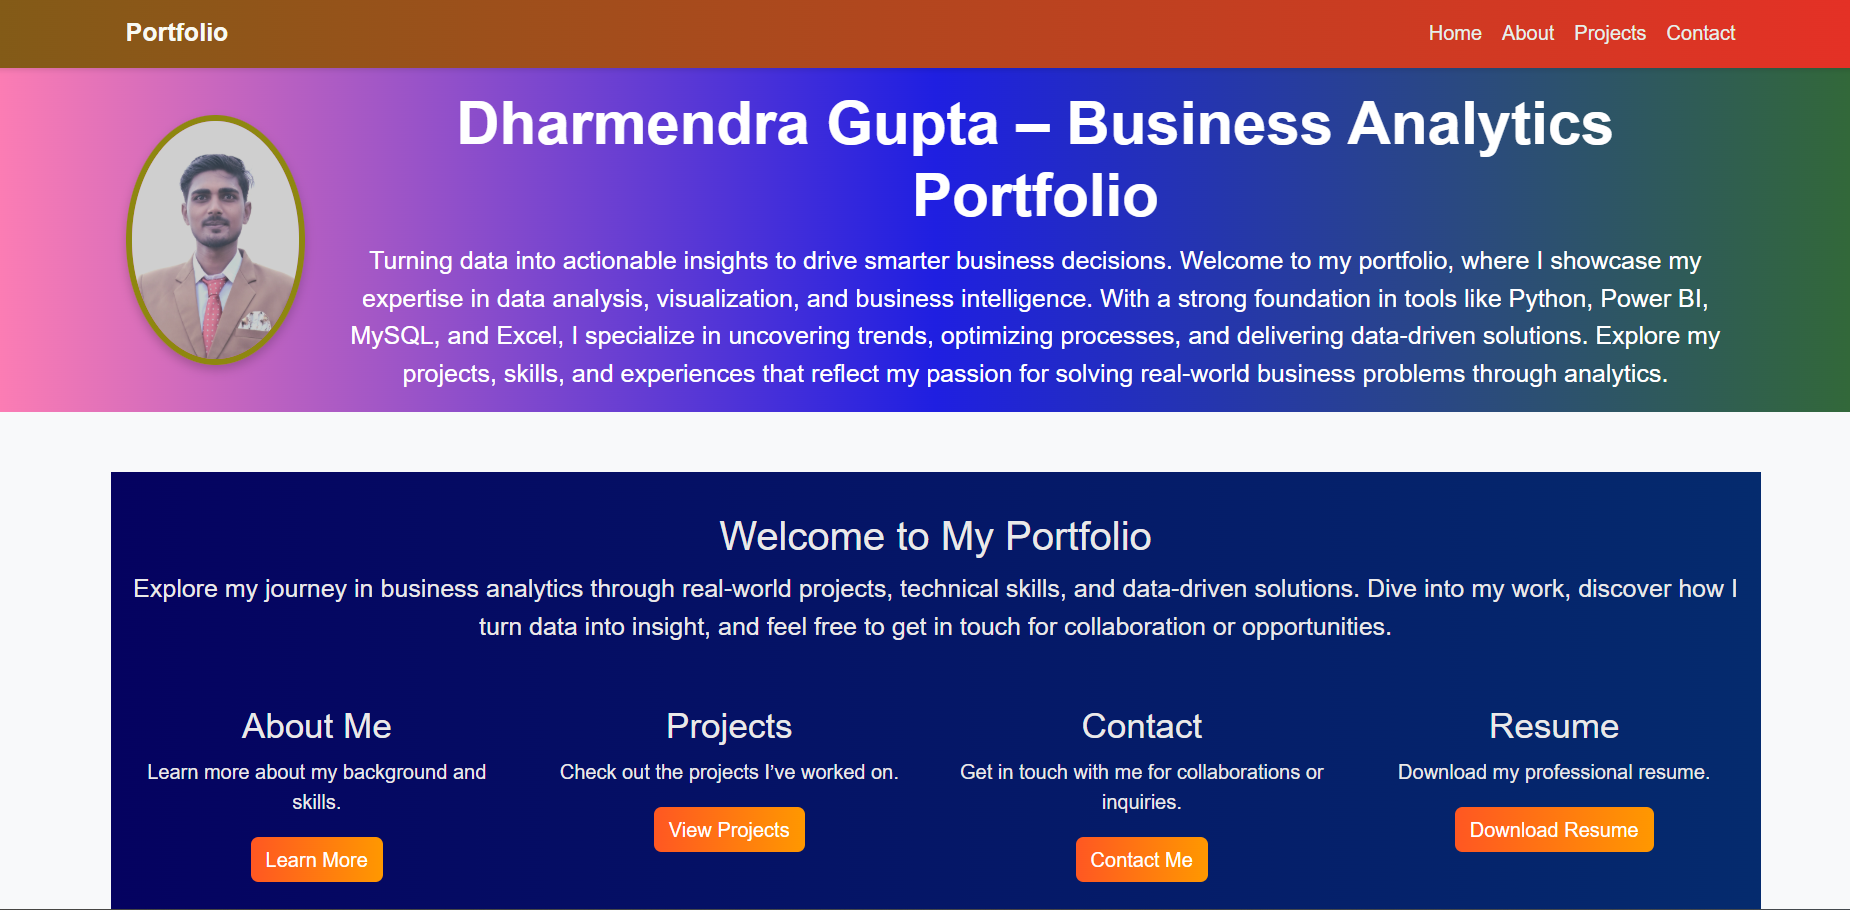 Portfolio
Home About Projects Contact
Dharmendra Gupta – Business Analytics
Portfolio
Turning data into actionable insights to drive smarter business decisions. Welcome to my portfolio, where I showcase my
expertise in data analysis, visualization, and business intelligence. With a strong foundation in tools like Python, Power BI,
MySQL, and Excel, I specialize in uncovering trends, optimizing processes, and delivering data-driven solutions. Explore my
projects, skills, and experiences that reflect my passion for solving real-world business problems through analytics.
Welcome to My Portfolio
Explore my journey in business analytics through real-world projects, technical skills, and data-driven solutions. Dive into my work, discover how I
turn data into insight, and feel free to get in touch for collaboration or opportunities.
About Me
Learn more about my background and
skills.
Learn More
Projects
Check out the projects I’ve worked on.
View Projects
Contact
Get in touch with me for collaborations or
inquiries.
Contact Me
Resume
Download my professional resume.
Download Resume